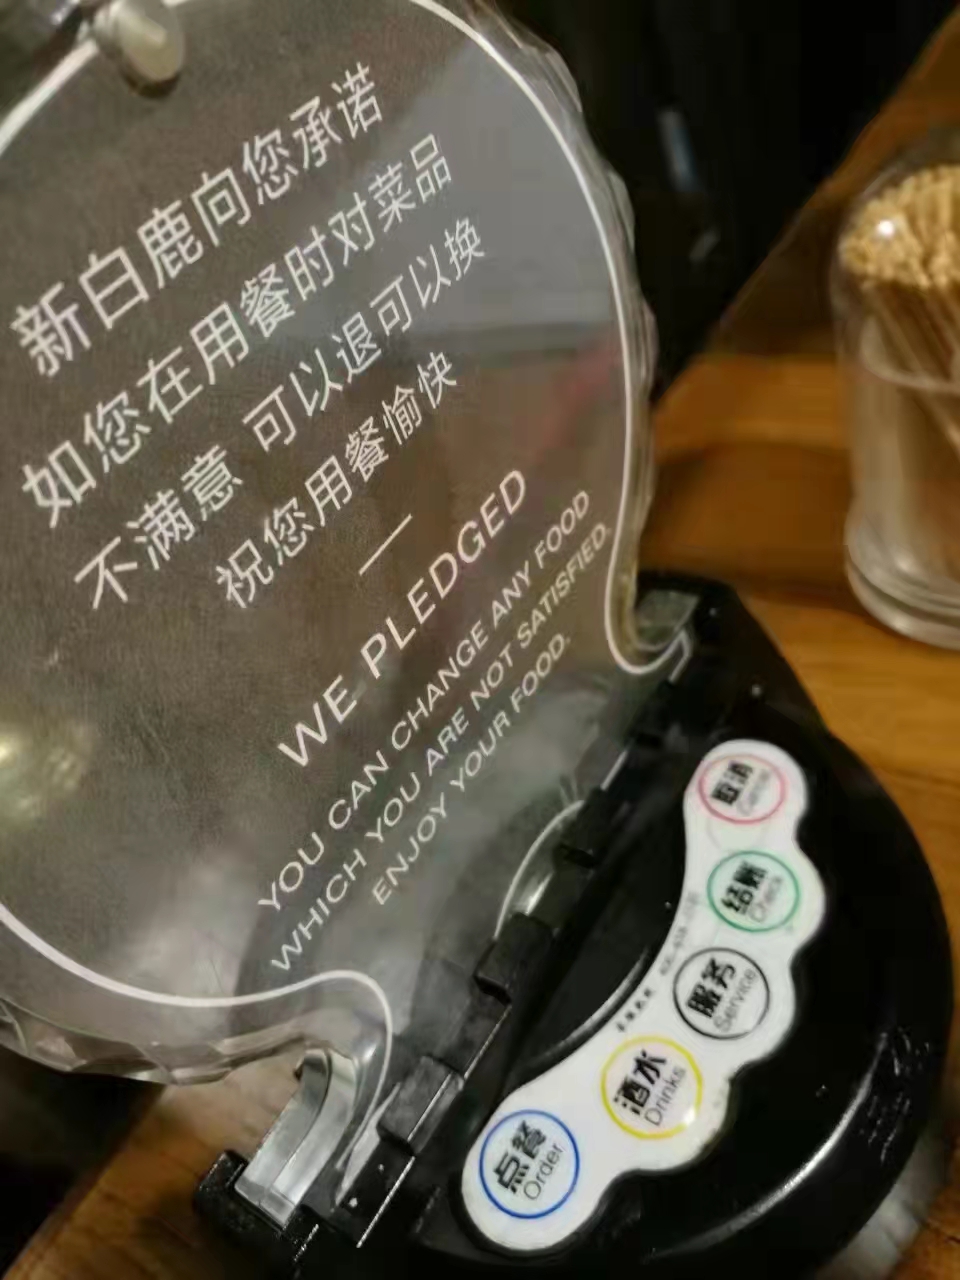 新白鹿向您承诺
如您在用餐时对菜品
不满意 可以退可以换
祝您用餐愉快
WE PLEDGED
YOU CAN CHANGE ANY FOOD
WHICH YOU ARE NOT SATISFIED.
ENJOY YOUR FOOD.
取消
结账
Check
服务
Service
酒水
Drinks
点餐
Order